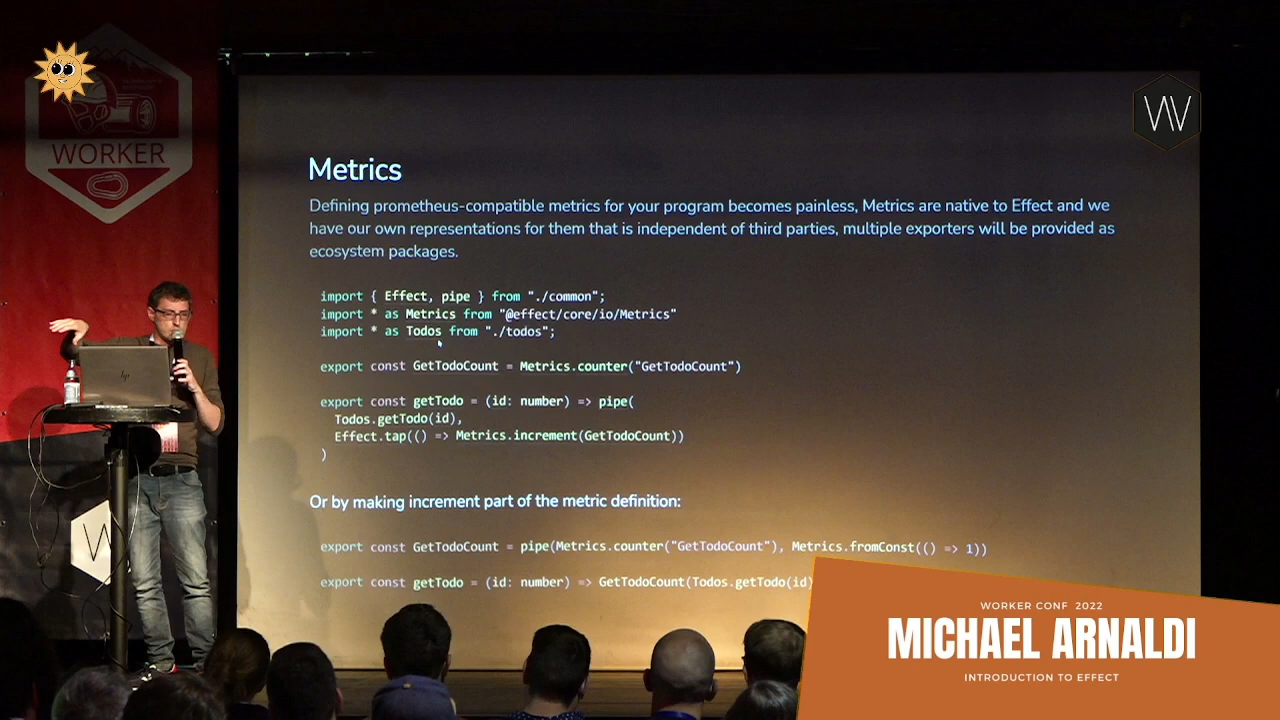 WORKER
W
Metrics
Defining prometheus-compatible metrics for your program becomes painless, Metrics are native to Effect and we
have our own representations for them that is independent of third parties, multiple exporters will be provided as
ecosystem packages.
import { Effect, pipe } from "./common";
import * as Metrics from "@effect/core/io/Metrics"
import * as Todos from "./todos";
export const GetTodoCount = Metrics.counter("GetTodoCount")
export const getTodo = (id: number) => pipe(
Todos.getTodo(id),
Effect.tap(() => Metrics.increment(GetTodoCount))
)
Or by making increment part of the metric definition:
export const GetTodoCount = pipe(Metrics.counter("GetTodoCount"), Metrics.fromConst(() => 1))
export const getTodo = (id: number) => GetTodoCount(Todos.getTodo(id)
hp
W
WORKER CONF 2022
MICHAEL ARNALDI
INTRODUCTION TO EFFECT